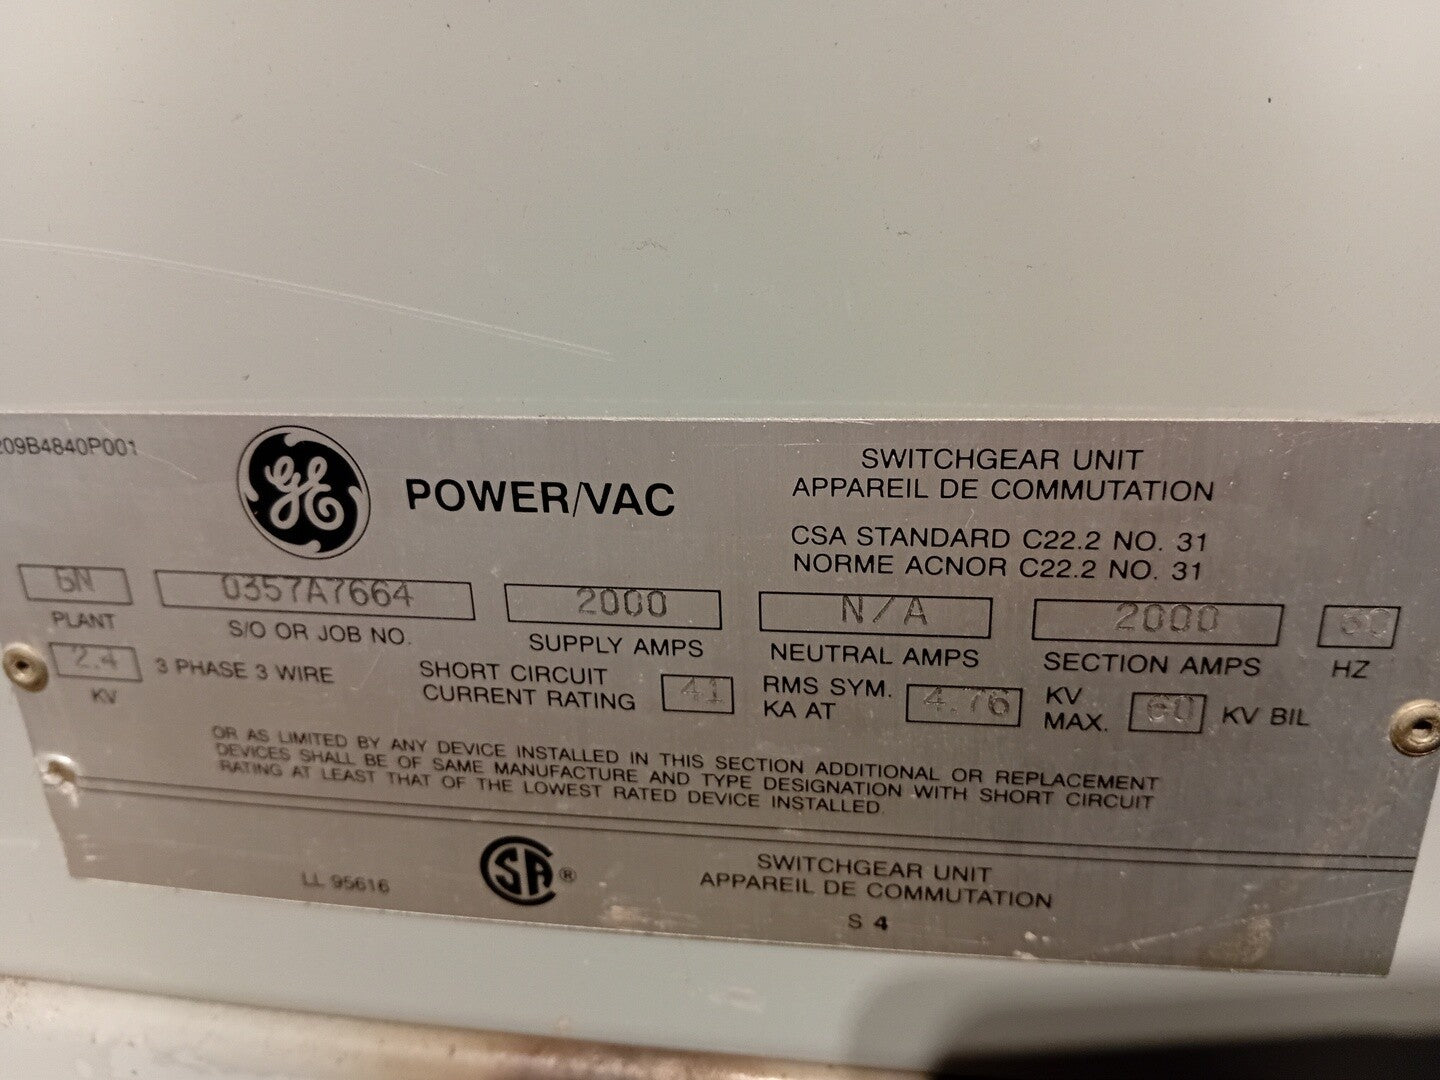 209B4840P001
GE
POWER/VAC
SWITCHGEAR UNIT
APPAREIL DE COMMUTATION
CSA STANDARD C22.2 NO. 31
NORME ACNOR C22.2 NO. 31
0357A7664 2000 N/A 2000 60
PLANT S/O OR JOB NO. SUPPLY AMPS NEUTRAL AMPS SECTION AMPS HZ
2.4 KV 3 PHASE 3 WIRE SHORT CIRCUIT CURRENT RATING 41 RMS SYM. KA AT 4.76 KV MAX. 60 KV BIL
OR AS LIMITED BY ANY DEVICE INSTALLED IN THIS SECTION ADDITIONAL OR REPLACEMENT
DEVICES SHALL BE OF SAME MANUFACTURE AND TYPE DESIGNATION WITH SHORT CIRCUIT
RATING AT LEAST THAT OF THE LOWEST RATED DEVICE INSTALLED.
LL 95616
SA ®
SWITCHGEAR UNIT
APPAREIL DE COMMUTATION
S 4